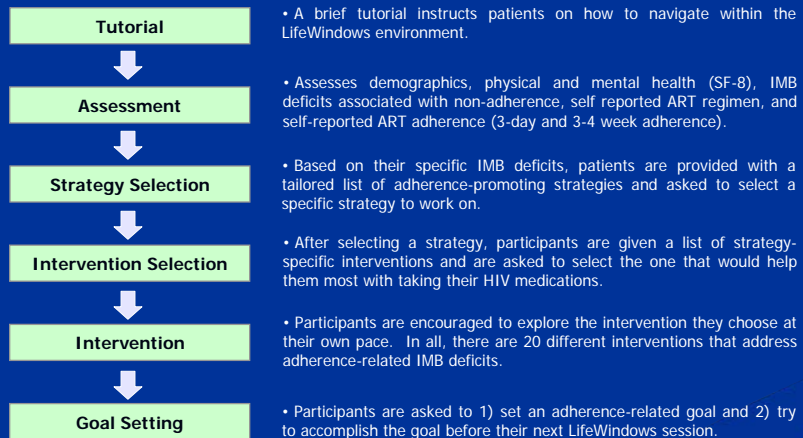 Tutorial
• A brief tutorial instructs patients on how to navigate within the
LifeWindows environment.
Assessment
• Assesses demographics, physical and mental health (SF-8), IMB
deficits associated with non-adherence, self reported ART regimen, and
self-reported ART adherence (3-day and 3-4 week adherence).
Strategy Selection
• Based on their specific IMB deficits, patients are provided with a
tailored list of adherence-promoting strategies and asked to select a
specific strategy to work on.
Intervention Selection
• After selecting a strategy, participants are given a list of strategy-
specific interventions and are asked to select the one that would help
them most with taking their HIV medications.
Intervention
• Participants are encouraged to explore the intervention they choose at
their own pace. In all, there are 20 different interventions that address
adherence-related IMB deficits.
Goal Setting
• Participants are asked to 1) set an adherence-related goal and 2) try
to accomplish the goal before their next LifeWindows session.